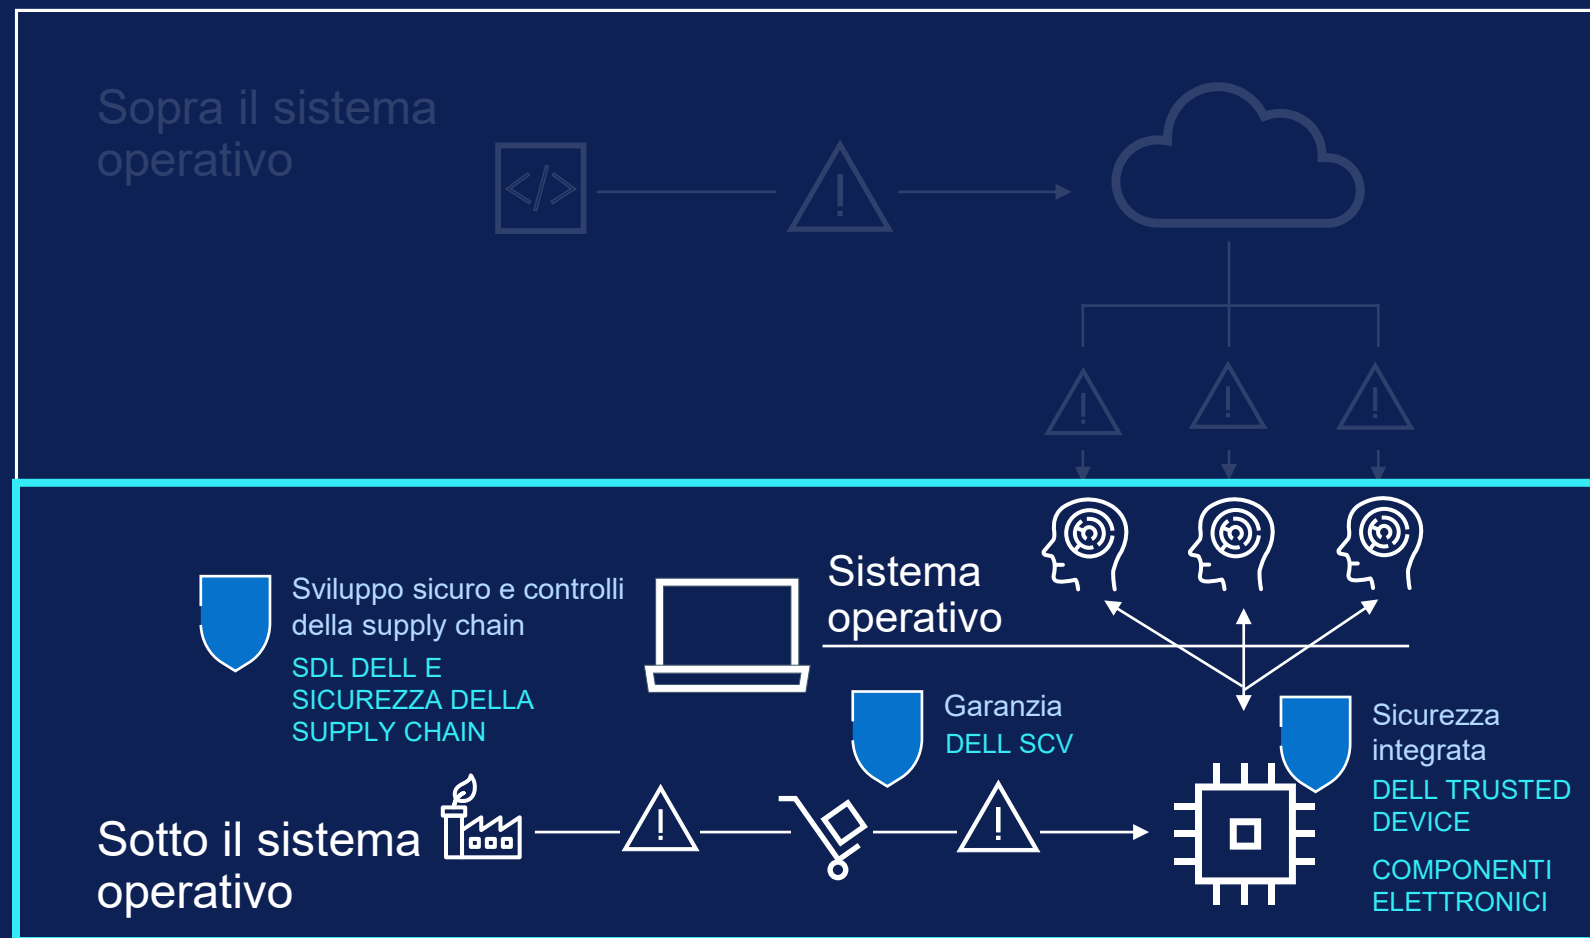 Sopra il sistema
operativo
</>
Sistema
operativo
Sviluppo sicuro e controlli
della supply chain
SDL DELL E
SICUREZZA DELLA
SUPPLY CHAIN
Garanzia
DELL SCV
Sicurezza
integrata
DELL TRUSTED
DEVICE
COMPONENTI
ELETTRONICI
Sotto il sistema
operativo